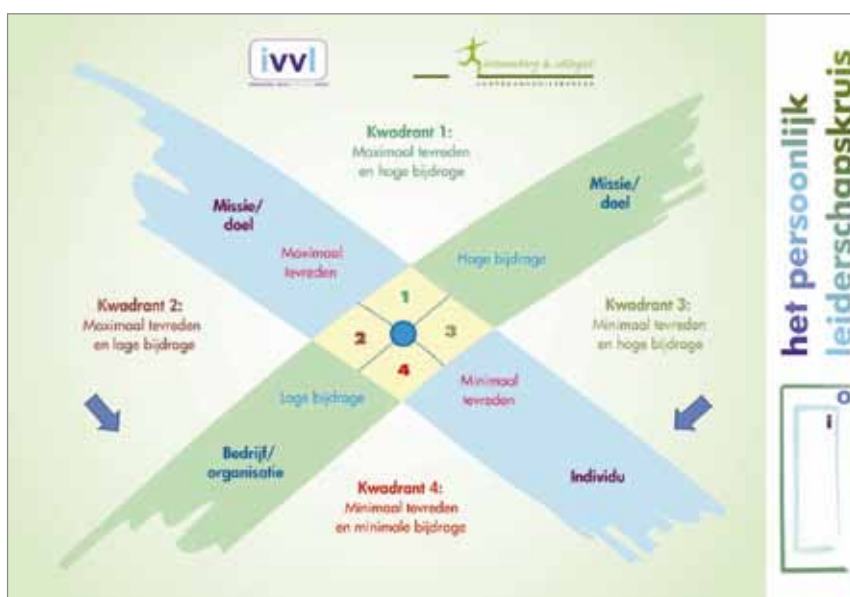 ivvl
Kwadrant 1:
Maximaal tevreden
en hoge bijdrage
Missie/
doel
Missie/
doel
Maximaal
tevreden
Hoge bijdrage
1
Kwadrant 2:
Maximaal tevreden
en lage bijdrage
2
3
Kwadrant 3:
Minimaal tevreden
en hoge bijdrage
4
Lage bijdrage
Minimaal
tevreden
Bedrijf/
organisatie
Individu
Kwadrant 4:
Minimaal tevreden
en minimale bijdrage
het persoonlijk
leiderschapskruis
i
o